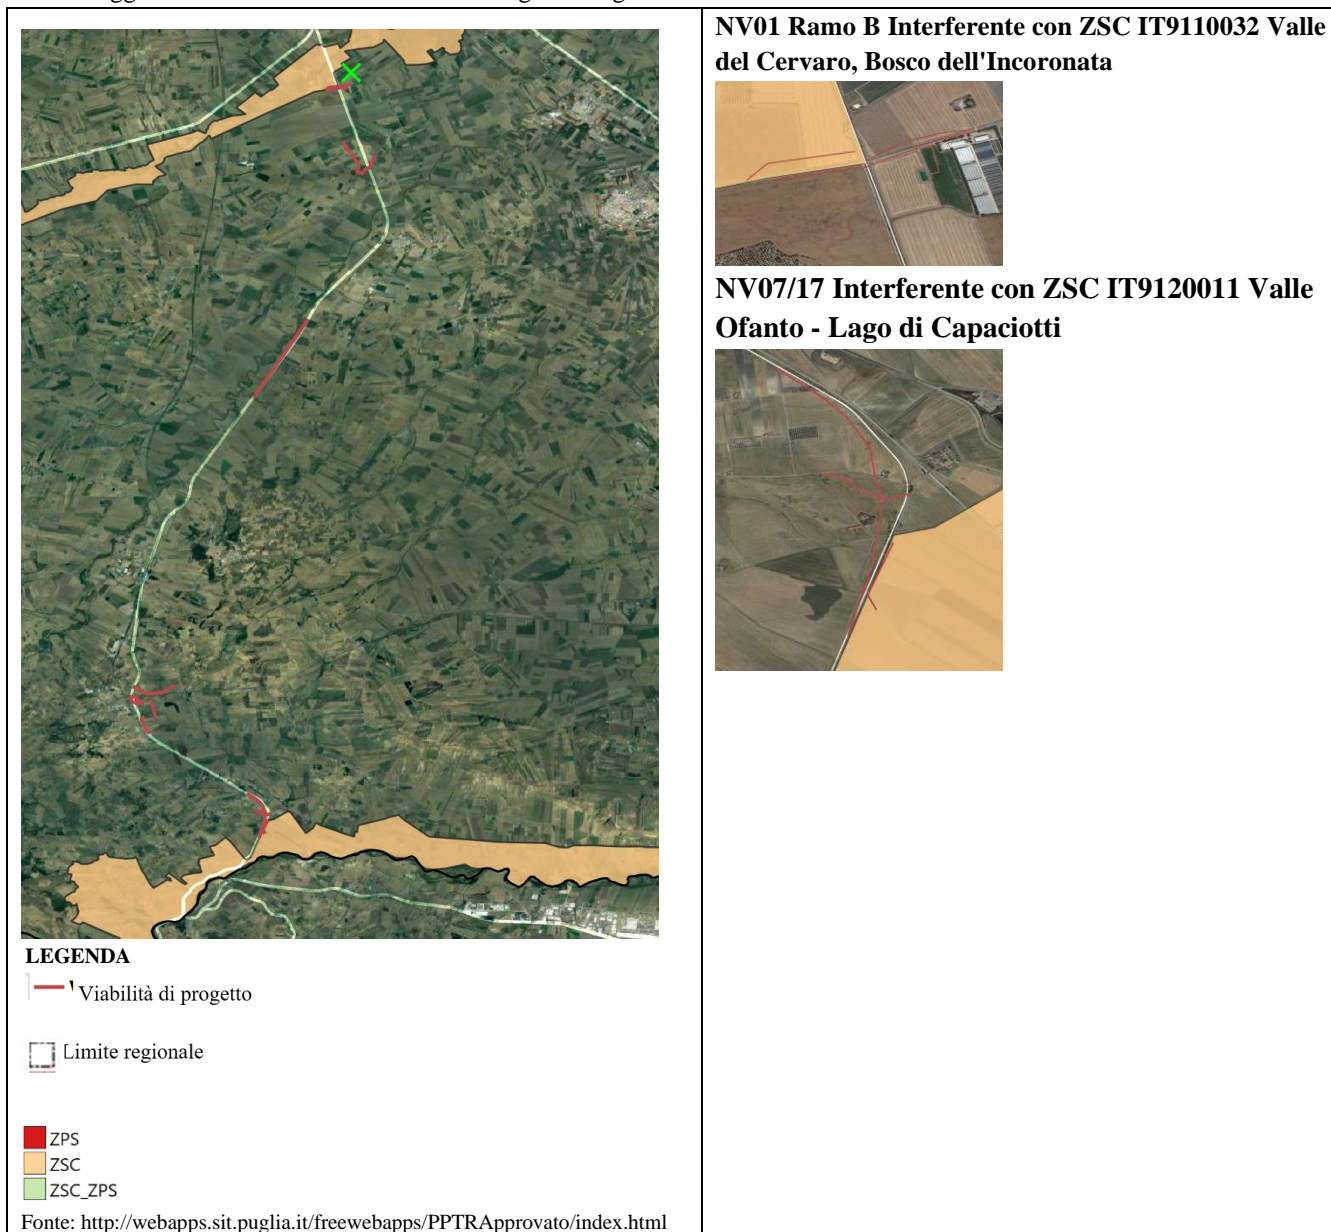 NV01 Ramo B Interferente con ZSC IT9110032 Valle
del Cervaro, Bosco dell'Incoronata
NV07/17 Interferente con ZSC IT9120011 Valle
Ofanto - Lago di Capaciotti
LEGENDA
Viabilità di progetto
Limite regionale
ZPS
ZSC
ZSC_ZPS
Fonte: http://webapps.sit.puglia.it/freewebapps/PPTRApprovato/index.html